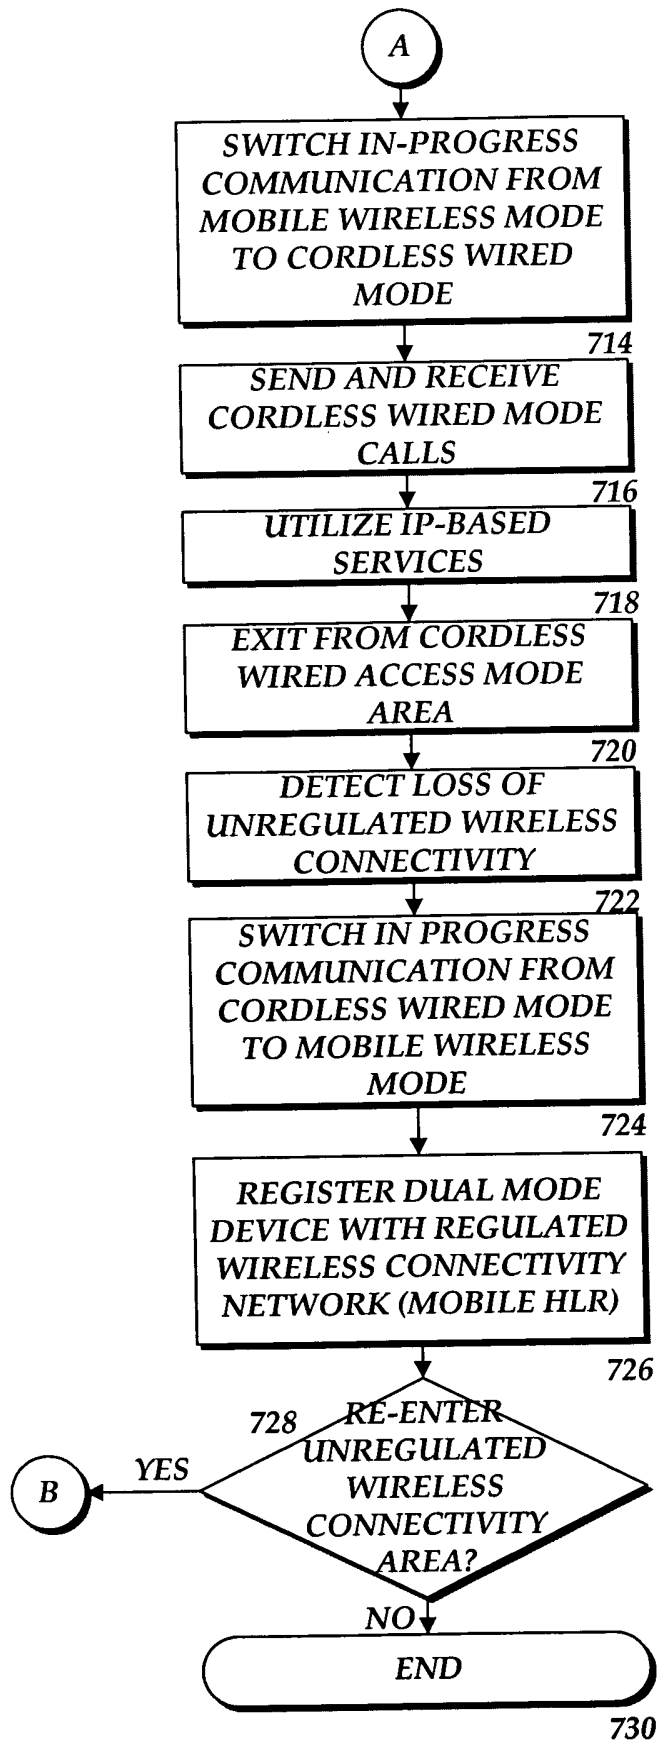 A
SWITCH IN-PROGRESS
COMMUNICATION FROM
MOBILE WIRELESS MODE
TO CORDLESS WIRED
MODE
714
SEND AND RECEIVE
CORDLESS WIRED MODE
CALLS
716
UTILIZE IP-BASED
SERVICES
718
EXIT FROM CORDLESS
WIRED ACCESS MODE
AREA
720
DETECT LOSS OF
UNREGULATED WIRELESS
CONNECTIVITY
722
SWITCH IN PROGRESS
COMMUNICATION FROM
CORDLESS WIRED MODE
TO MOBILE WIRELESS
MODE
724
REGISTER DUAL MODE
DEVICE WITH REGULATED
WIRELESS CONNECTIVITY
NETWORK (MOBILE HLR)
726
728
RE-ENTER
UNREGULATED
WIRELESS
CONNECTIVITY
AREA?
YES
B
NO
END
730